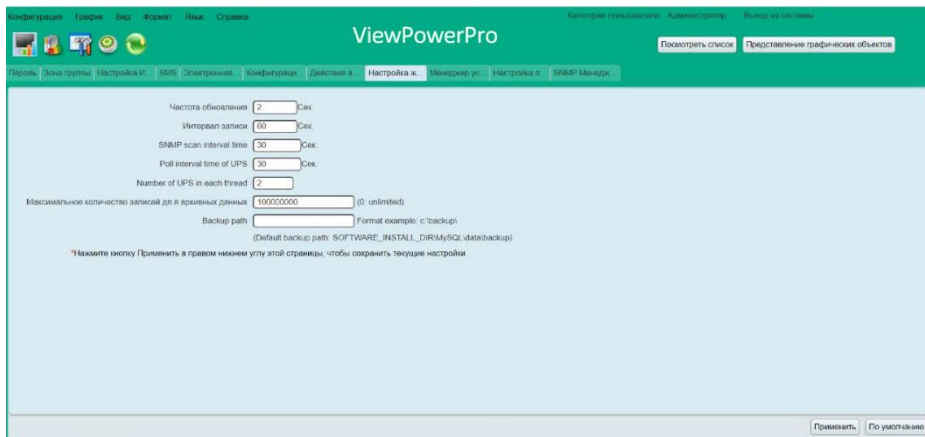 Конфигурация График Вид Формат Язык Справка Категория пользователя Администратор Выход из системы
ViewPowerPro
Посмотреть список Представление графических объектов
Пароль Зона группы Настройка И... SMS Электронная... Конфигураци... Действия в ... Настройка ж... Менеджер ус... Настройка п... SNMP Менедж...
Частота обновления 2 Сек.
Интервал записи 60 Сек.
SNMP scan interval time 30 Сек.
Poll interval time of UPS 30 Сек.
Number of UPS in each thread 2
Максимальное количество записей дл я архивных данных 100000000 (0: unlimited)
Backup path Format example: c:\backup\
(Default backup path: SOFTWARE_INSTALL_DIR\MySQL\data\backup)
*Нажмите кнопку Применить в правом нижнем углу этой страницы, чтобы сохранить текущие настройки.
Применить По умолчанию